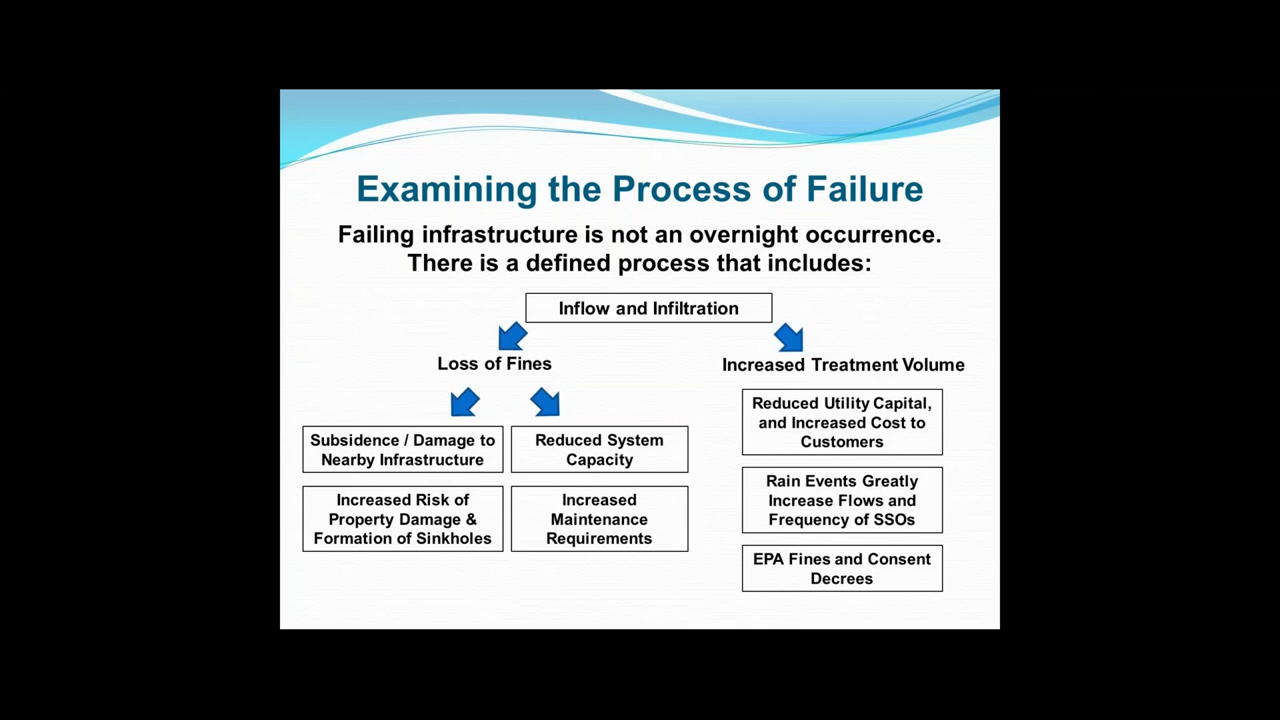 Examining the Process of Failure
Failing infrastructure is not an overnight occurrence.
There is a defined process that includes:
Inflow and Infiltration
Loss of Fines
Increased Treatment Volume
Subsidence / Damage to
Nearby Infrastructure
Increased Risk of
Property Damage &
Formation of Sinkholes
Reduced System
Capacity
Increased
Maintenance
Requirements
Reduced Utility Capital,
and Increased Cost to
Customers
Rain Events Greatly
Increase Flows and
Frequency of SSOs
EPA Fines and Consent
Decrees